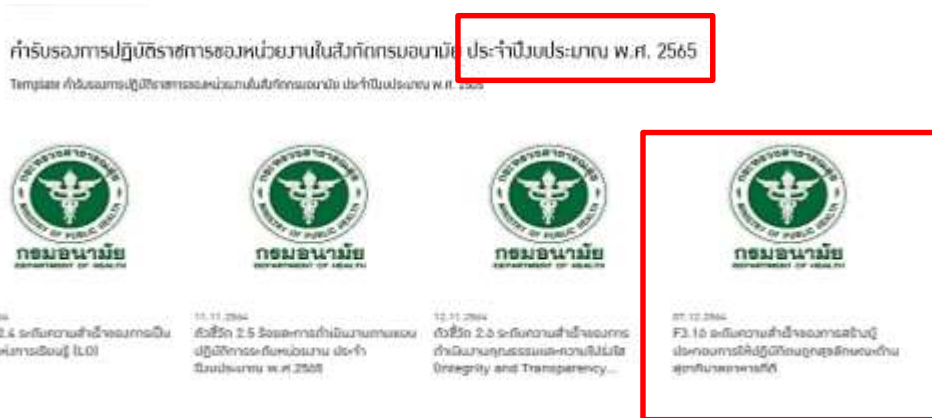 คำรับรองการปฏิบัติราชการของหน่วยงานในสังกัดกรมอนามัย ประจำปีงบประมาณ พ.ศ. 2565
Template คำรับรองการปฏิบัติราชการของหน่วยงานในสังกัดกรมอนามัย ประจำปีงบประมาณ พ.ศ. 2565
กระทรวงสาธารณสุข
MINISTRY OF PUBLIC HEALTH
กรมอนามัย
DEPARTMENT OF HEALTH
2.4 ระดับความสำเร็จของการเป็น
แห่งการเรียนรู้ (LO)
กระทรวงสาธารณสุข
MINISTRY OF PUBLIC HEALTH
กรมอนามัย
DEPARTMENT OF HEALTH
11.11.2564
ตัวชี้วัด 2.5 ร้อยละการดำเนินงานตามแผน
ปฏิบัติการระดับหน่วยงาน ประจำ
ปีงบประมาณ พ.ศ.2565
กระทรวงสาธารณสุข
MINISTRY OF PUBLIC HEALTH
กรมอนามัย
DEPARTMENT OF HEALTH
12.11.2564
ตัวชี้วัด 2.6 ระดับความสำเร็จของการ
ดำเนินงานคุณธรรมและความโปร่งใส
(Integrity and Transparency...
กระทรวงสาธารณสุข
MINISTRY OF PUBLIC HEALTH
กรมอนามัย
DEPARTMENT OF HEALTH
07.12.2564
F3.16 ระดับความสำเร็จของการสร้างผู้
ประกอบการให้ปฏิบัติตนถูกสุขลักษณะด้าน
สุขาภิบาลอาหารที่ดี